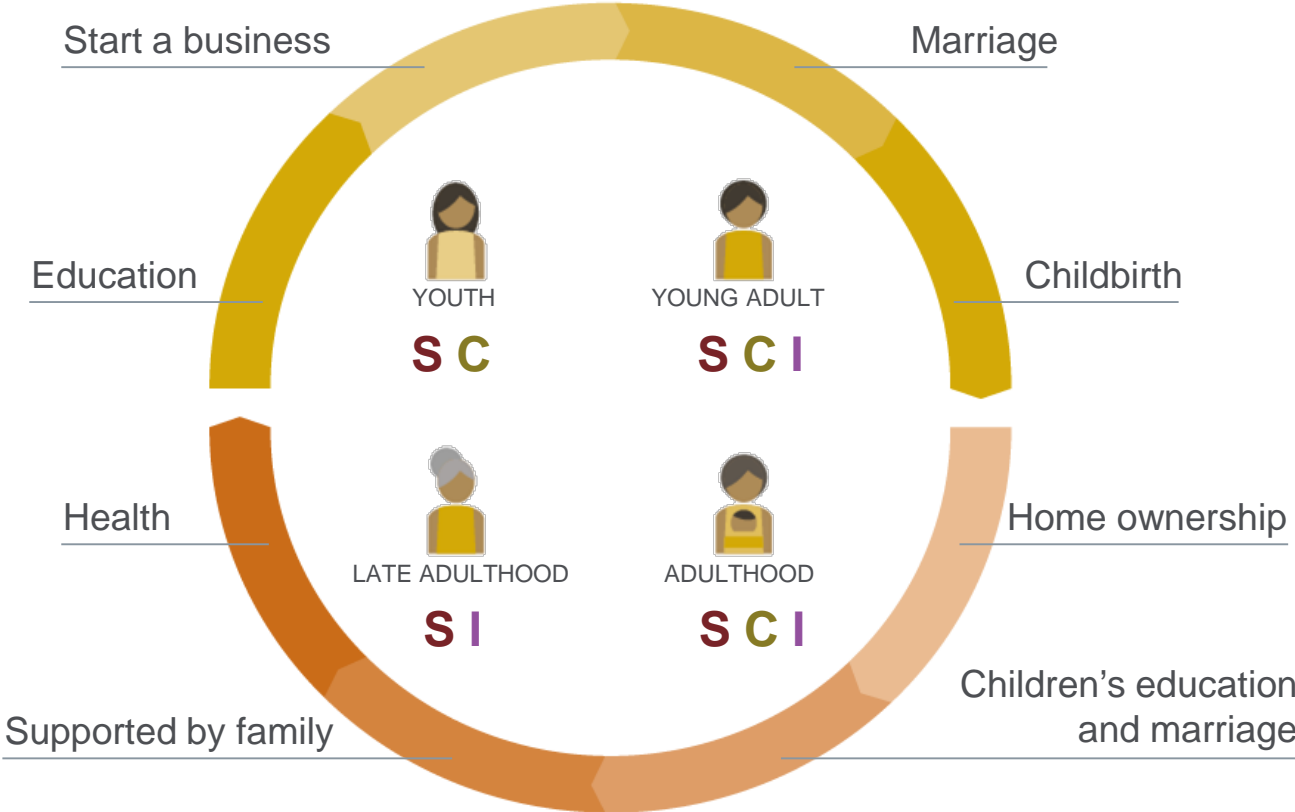 Start a business
Marriage
Education
Childbirth
YOUTH
YOUNG ADULT
S C
S C I
Health
Home ownership
LATE ADULTHOOD
ADULTHOOD
S I
S C I
Children’s education
and marriage
Supported by family